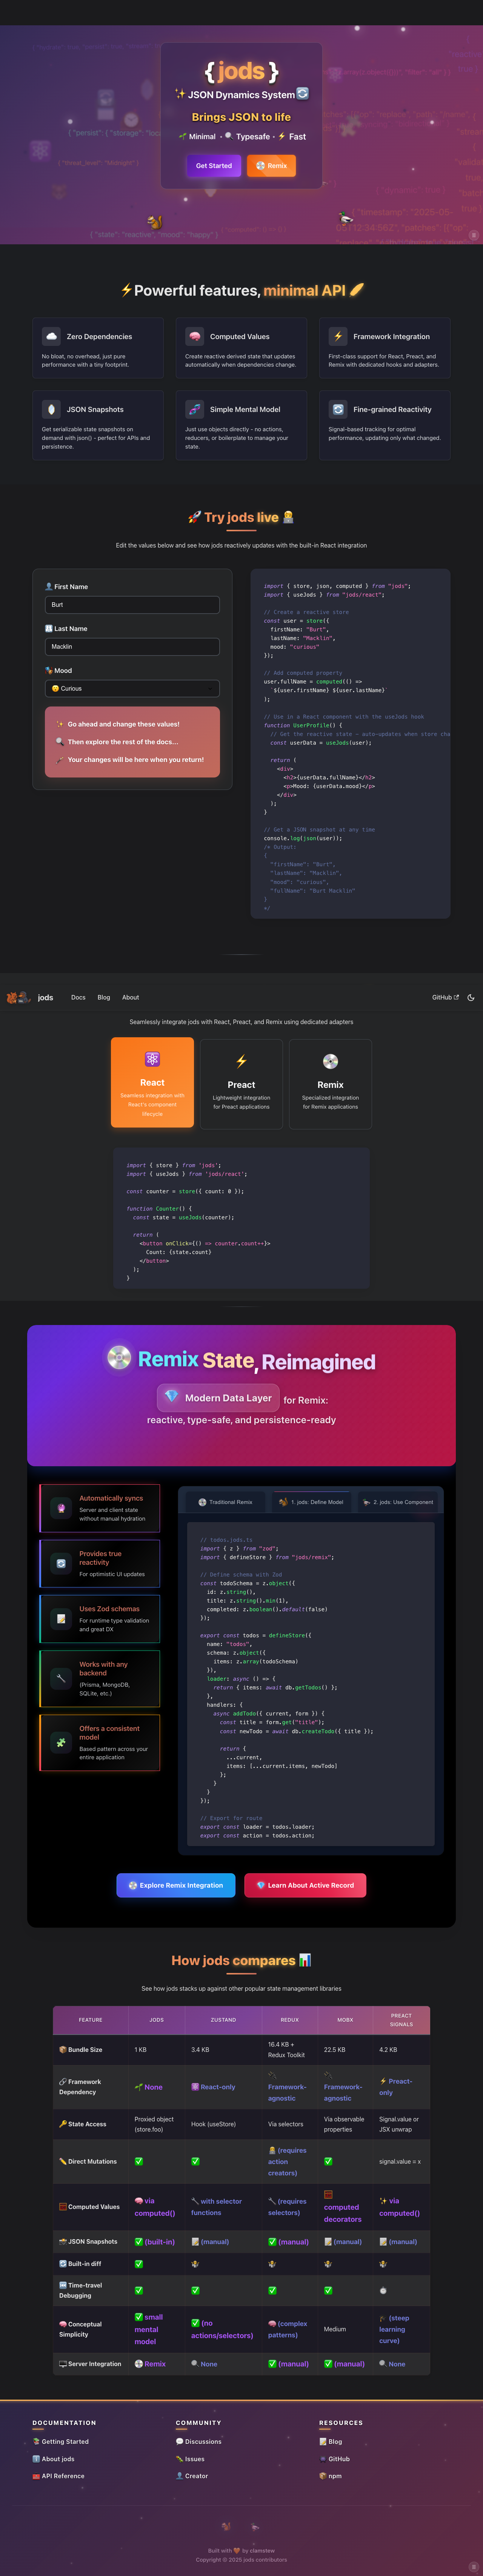 { jods }
JSON Dynamics System
Brings JSON to life
Minimal • Typesafe • Fast
Get Started
Remix
{ "persist": { "storage": "loca
{ "threat_level": "Midnight" }
{ "timestamp": "2025-05-
{ "state": "reactive", "mood": "happy" }
Powerful features, minimal API
Zero Dependencies
No bloat, no overhead, just pure
performance with a tiny footprint.
Computed Values
Create reactive derived state that updates
automatically when dependencies change.
Framework Integration
First-class support for React, Preact, and
Remix with dedicated hooks and adapters.
JSON Snapshots
Get serializable state snapshots on
demand with json() - perfect for APIs and
persistence.
Simple Mental Model
Just use objects directly - no actions,
reducers, or boilerplate to manage your
state.
Fine-grained Reactivity
Signal-based tracking for optimal
performance, updating only what changed.
Try jods live
Edit the values below and see how jods reactively updates with the built-in React integration
First Name
Burt
Last Name
Macklin
Mood
Curious
Go ahead and change these values!
Then explore the rest of the docs...
Your changes will be here when you return!
import { store, json, computed } from "jods";
import { useJods } from "jods/react";
// Create a reactive store
const user = store({
firstName: "Burt",
lastName: "Macklin",
mood: "curious"
});
// Add computed property
user.fullName = computed(() =>
`${user.firstName} ${user.lastName}`
);
// Use in a React component with the useJods hook
function UserProfile() {
// Get the reactive state - auto-updates when store cha
const userData = useJods(user);
return (
<div>
<h2>{userData.fullName}</h2>
<p>Mood: {userData.mood}</p>
</div>
);
}
// Get a JSON snapshot at any time
console.log(json(user));
/* Output:
{
"firstName": "Burt",
"lastName": "Macklin",
"mood": "curious",
"fullName": "Burt Macklin"
}
*/
jods
Docs
Blog
About
GitHub
Seamlessly integrate jods with React, Preact, and Remix using dedicated adapters
React
Seamless integration with
React's component
lifecycle
Preact
Lightweight integration
for Preact applications
Remix
Specialized integration
for Remix applications
import { store } from 'jods';
import { useJods } from 'jods/react';
const counter = store({ count: 0 });
function Counter() {
const state = useJods(counter);
return (
<button onClick={() => counter.count++}>
Count: {state.count}
</button>
);
}
Remix State, Reimagined
Modern Data Layer for Remix:
reactive, type-safe, and persistence-ready
Automatically syncs
Server and client state
without manual hydration
Provides true
reactivity
For optimistic UI updates
Uses Zod schemas
For runtime type validation
and great DX
Works with any
backend
(Prisma, MongoDB,
SQLite, etc.)
Offers a consistent
model
Based pattern across your
entire application
Traditional Remix
1. jods: Define Model
2. jods: Use Component
// todos.jods.ts
import { z } from "zod";
import { defineStore } from "jods/remix";
// Define schema with Zod
const todoSchema = z.object({
id: z.string(),
title: z.string().min(1),
completed: z.boolean().default(false)
});
export const todos = defineStore({
name: "todos",
schema: z.object({
items: z.array(todoSchema)
}),
loader: async () => {
return { items: await db.getTodos() };
},
handlers: {
async addTodo({ current, form }) {
const title = form.get("title");
const newTodo = await db.createTodo({ title });
return {
...current,
items: [...current.items, newTodo]
};
}
}
});
// Export for route
export const loader = todos.loader;
export const action = todos.action;
Explore Remix Integration
Learn About Active Record
How jods compares
See how jods stacks up against other popular state management libraries
FEATURE JODS ZUSTAND REDUX MOBX PREACT SIGNALS
Bundle Size 1 KB 3.4 KB 16.4 KB + Redux Toolkit 22.5 KB 4.2 KB
Framework Dependency None React-only Framework-agnostic Framework-agnostic Preact-only
State Access Proxied object (store.foo) Hook (useStore) Via selectors Via observable properties Signal.value or JSX unwrap
Direct Mutations ✅ ✅ (requires action creators) ✅ signal.value = x
Computed Values via computed() with selector functions (requires selectors) computed decorators via computed()
JSON Snapshots ✅ (built-in) (manual) ✅ (manual) (manual) (manual)
Built-in diff ✅
Time-travel Debugging ✅ ✅ ✅ ✅
Conceptual Simplicity ✅ small mental model ✅ (no actions/selectors) (complex patterns) Medium (steep learning curve)
Server Integration Remix None ✅ (manual) ✅ (manual) None
DOCUMENTATION
Getting Started
About jods
API Reference
COMMUNITY
Discussions
Issues
Creator
RESOURCES
Blog
GitHub
npm
Built with 🧡 by clamstew
Copyright © 2025 jods contributors